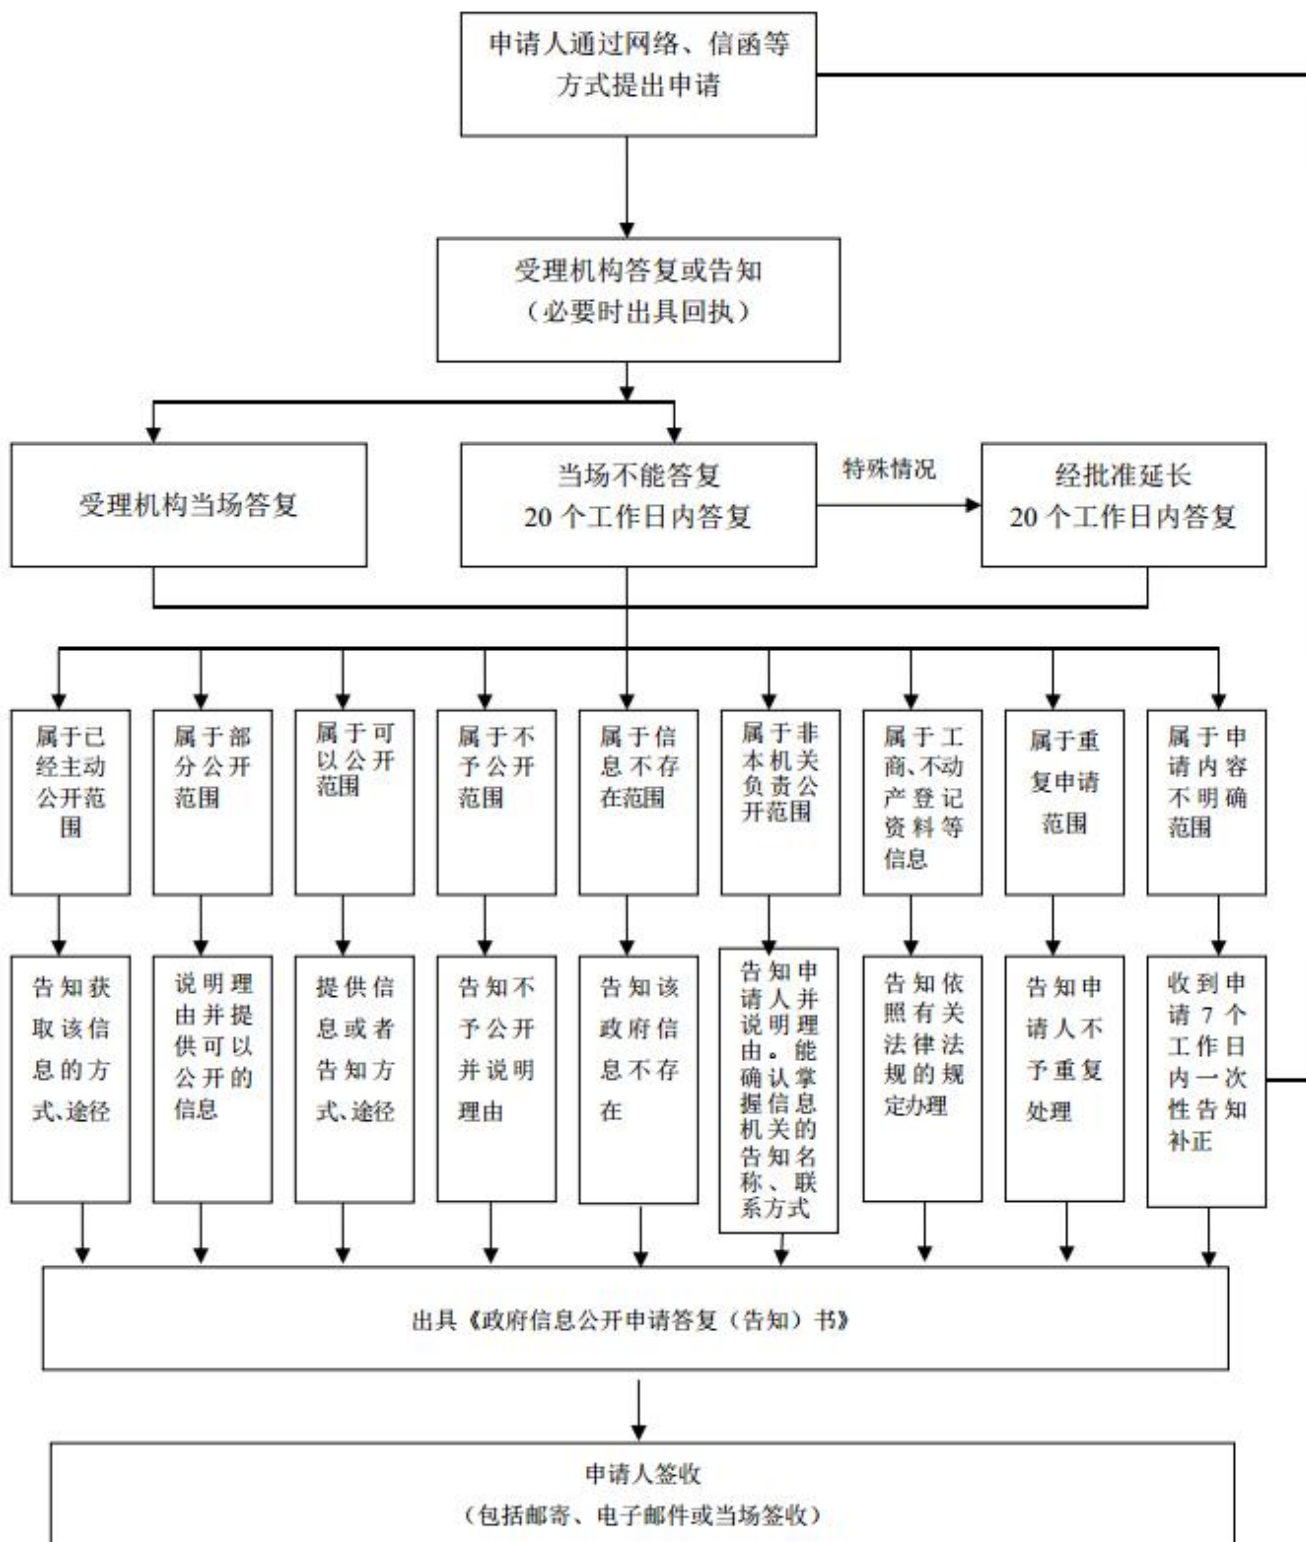 申请人通过网络、信函等
方式提出申请
受理机构答复或告知
（必要时出具回执）
受理机构当场答复
当场不能答复
20 个工作日内答复
特殊情况
经批准延长
20 个工作日内答复
属于已
经主动
公开范
围
属于部
分公开
范围
属于可
以公开
范围
属于不
予公开
范围
属于信
息不存
在范围
属于非
本机关
负责公
开范围
属于工
商、不动
产登记
资料等
信息
属于重
复申请
范围
属于申
请内容
不明确
范围
告知获
取该信
息的方
式、途径
说明理
由并提
供可以
公开的
信息
提供信
息或者
告知方
式、途径
告知不
予公开
并说明
理由
告知该
政府信
息不存
在
告知申
请人并
说明理
由。能
确认掌
握信息
机关的
告知名
称、联
系方式
告知依
照有关
法律法
规的规
定办理
告知申
请人不
予重复
处理
收到申
请 7 个
工作日
内一次
性告知
补正
出具《政府信息公开申请答复（告知）书》
申请人签收
（包括邮寄、电子邮件或当场签收）